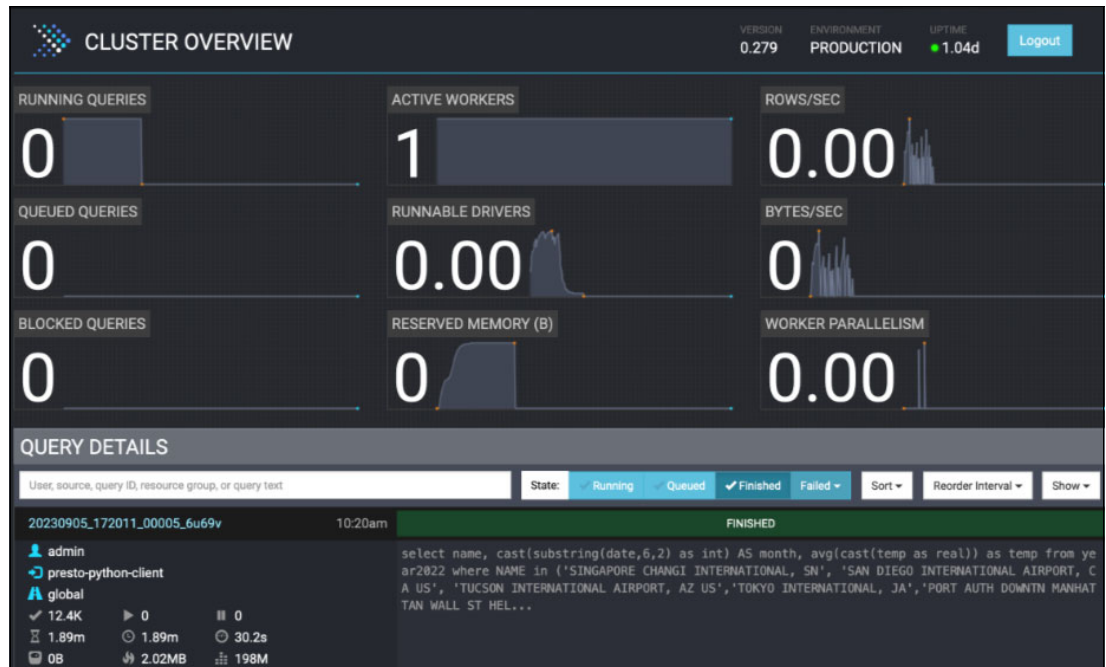 CLUSTER OVERVIEW
VERSION
0.279
ENVIRONMENT
PRODUCTION
UPTIME
1.04d
Logout
RUNNING QUERIES
0
ACTIVE WORKERS
1
ROWS/SEC
0.00
QUEUED QUERIES
0
RUNNABLE DRIVERS
0.00
BYTES/SEC
0
BLOCKED QUERIES
0
RESERVED MEMORY (B)
0
WORKER PARALLELISM
0.00
QUERY DETAILS
User, source, query ID, resource group, or query text
State:
Running
Queued
Finished
Failed
Sort
Reorder Interval
Show
20230905_172011_00005_6u69v
10:20am
FINISHED
admin
presto-python-client
global
12.4K 0 0
1.89m 1.89m 30.2s
0B 2.02MB 198M
select name, cast(substring(date,6,2) as int) AS month, avg(cast(temp as real)) as temp from ye
ar2022 where NAME in ('SINGAPORE CHANGI INTERNATIONAL, SN', 'SAN DIEGO INTERNATIONAL AIRPORT, C
A US', 'TUCSON INTERNATIONAL AIRPORT, AZ US','TOKYO INTERNATIONAL, JA','PORT AUTH DOWNTN MANHAT
TAN WALL ST HEL...